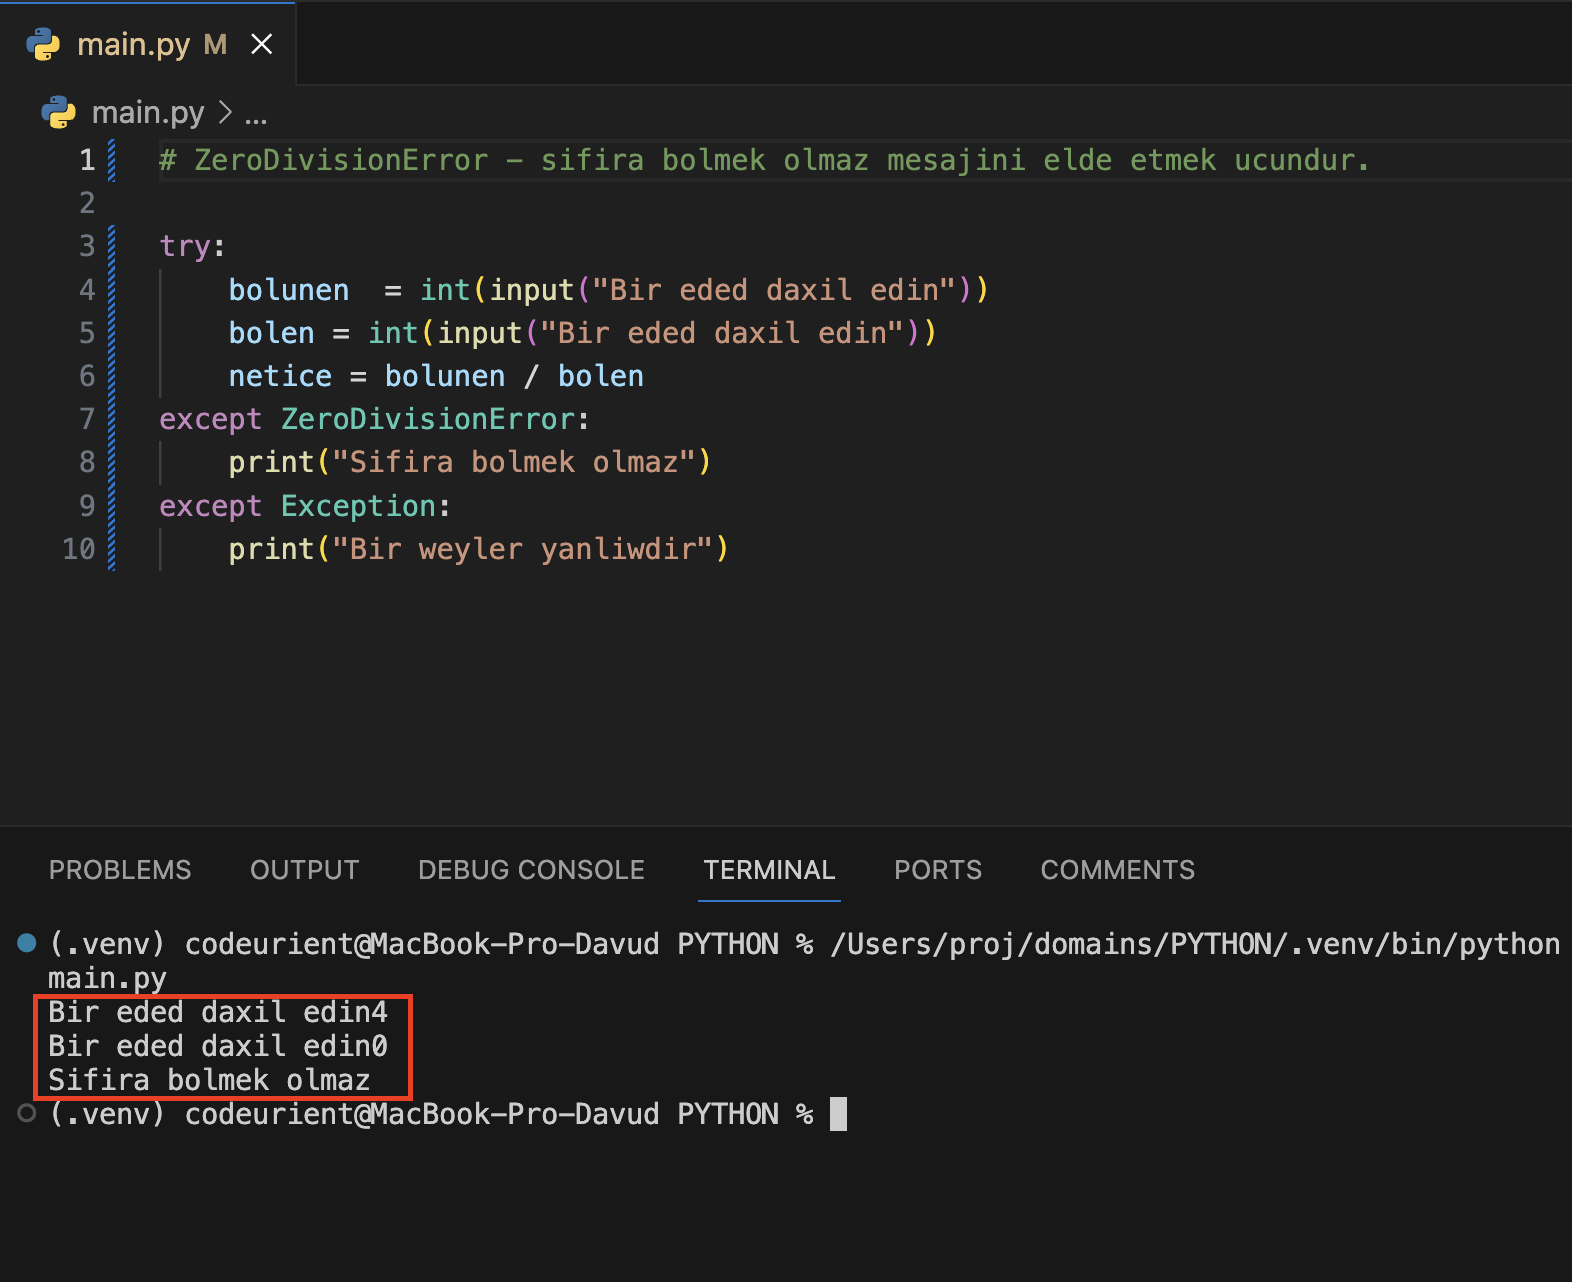 main.py M
main.py > ...
1 # ZeroDivisionError – sifira bolmek olmaz mesajini elde etmek ucundur.
2
3 try:
4     bolunen  = int(input("Bir eded daxil edin"))
5     bolen = int(input("Bir eded daxil edin"))
6     netice = bolunen / bolen
7 except ZeroDivisionError:
8     print("Sifira bolmek olmaz")
9 except Exception:
10     print("Bir weyler yanliwdir")
PROBLEMS OUTPUT DEBUG CONSOLE TERMINAL PORTS COMMENTS
(.venv) codeurient@MacBook-Pro-Davud PYTHON % /Users/proj/domains/PYTHON/.venv/bin/python
main.py
Bir eded daxil edin4
Bir eded daxil edin0
Sifira bolmek olmaz
(.venv) codeurient@MacBook-Pro-Davud PYTHON %